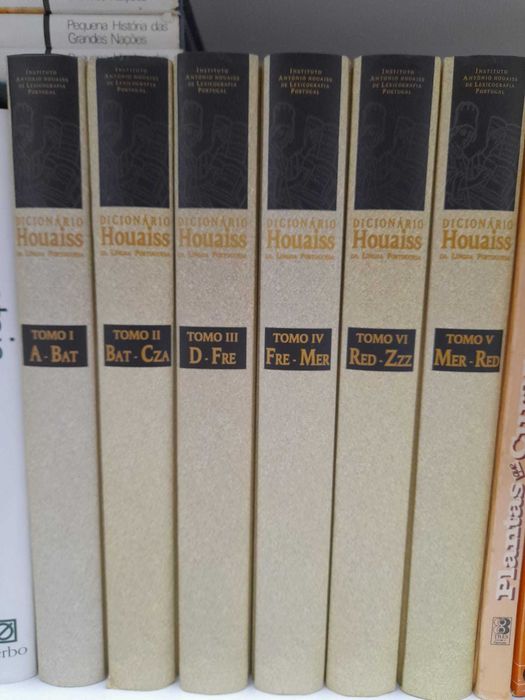 Pequena História das
Grandes Nações
INSTITUTO
ANTÓNIO HOUAISS
DE LEXICOGRAFIA
PORTUGAL
DICIONÁRIO
Houaiss
DA LÍNGUA PORTUGUESA
TOMO I
A - BAT
INSTITUTO
ANTÓNIO HOUAISS
DE LEXICOGRAFIA
PORTUGAL
DICIONÁRIO
Houaiss
DA LÍNGUA PORTUGUESA
TOMO II
BAT - CZA
INSTITUTO
ANTÓNIO HOUAISS
DE LEXICOGRAFIA
PORTUGAL
DICIONÁRIO
Houaiss
DA LÍNGUA PORTUGUESA
TOMO III
D - FRE
INSTITUTO
ANTÓNIO HOUAISS
DE LEXICOGRAFIA
PORTUGAL
DICIONÁRIO
Houaiss
DA LÍNGUA PORTUGUESA
TOMO IV
FRE - MER
INSTITUTO
ANTÓNIO HOUAISS
DE LEXICOGRAFIA
PORTUGAL
DICIONÁRIO
Houaiss
DA LÍNGUA PORTUGUESA
TOMO VI
RED - ZZZ
INSTITUTO
ANTÓNIO HOUAISS
DE LEXICOGRAFIA
PORTUGAL
DICIONÁRIO
Houaiss
DA LÍNGUA PORTUGUESA
TOMO V
MER - RED
Plantas que
3
TRÊS
erbo